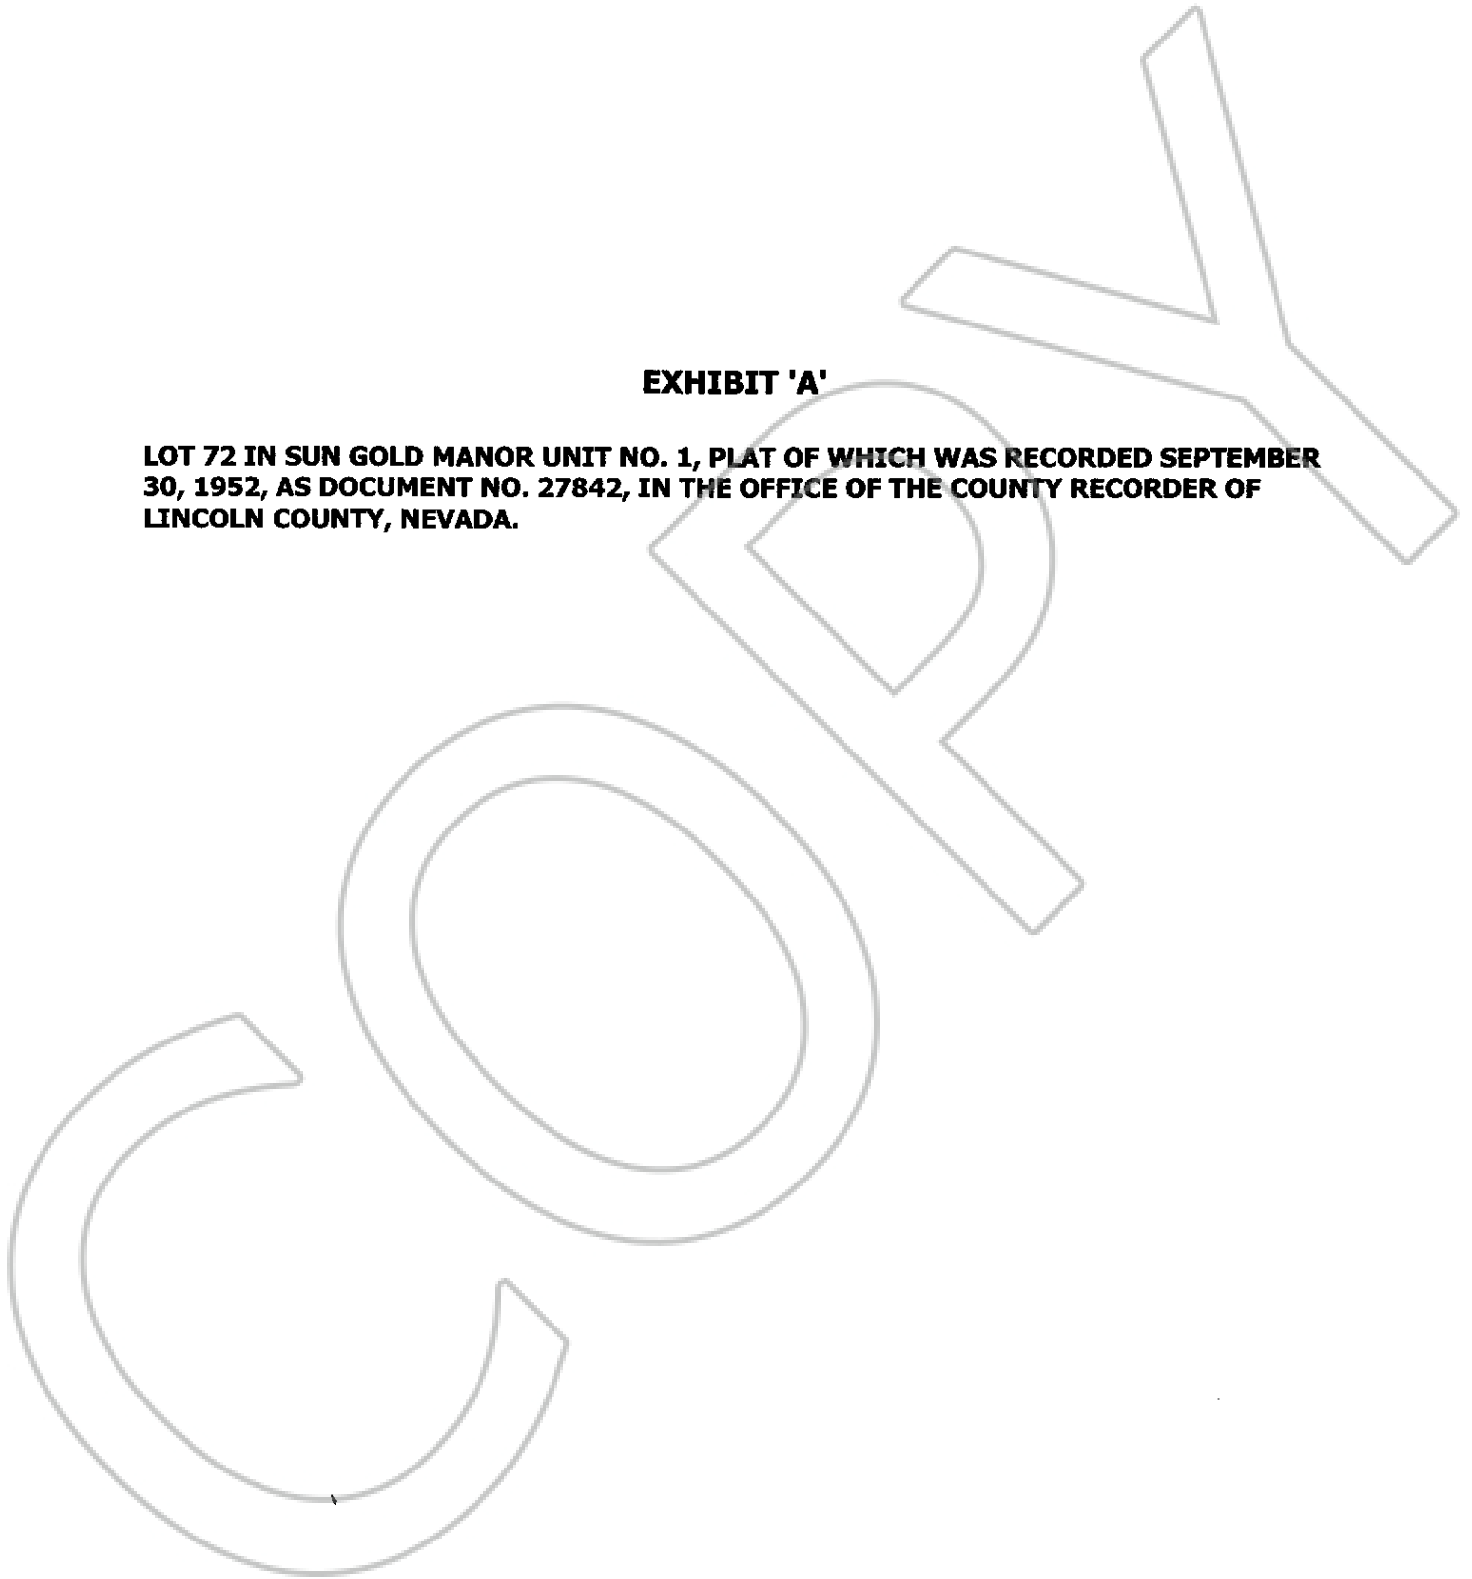 EXHIBIT 'A'
LOT 72 IN SUN GOLD MANOR UNIT NO. 1, PLAT OF WHICH WAS RECORDED SEPTEMBER
30, 1952, AS DOCUMENT NO. 27842, IN THE OFFICE OF THE COUNTY RECORDER OF
LINCOLN COUNTY, NEVADA.
COPY